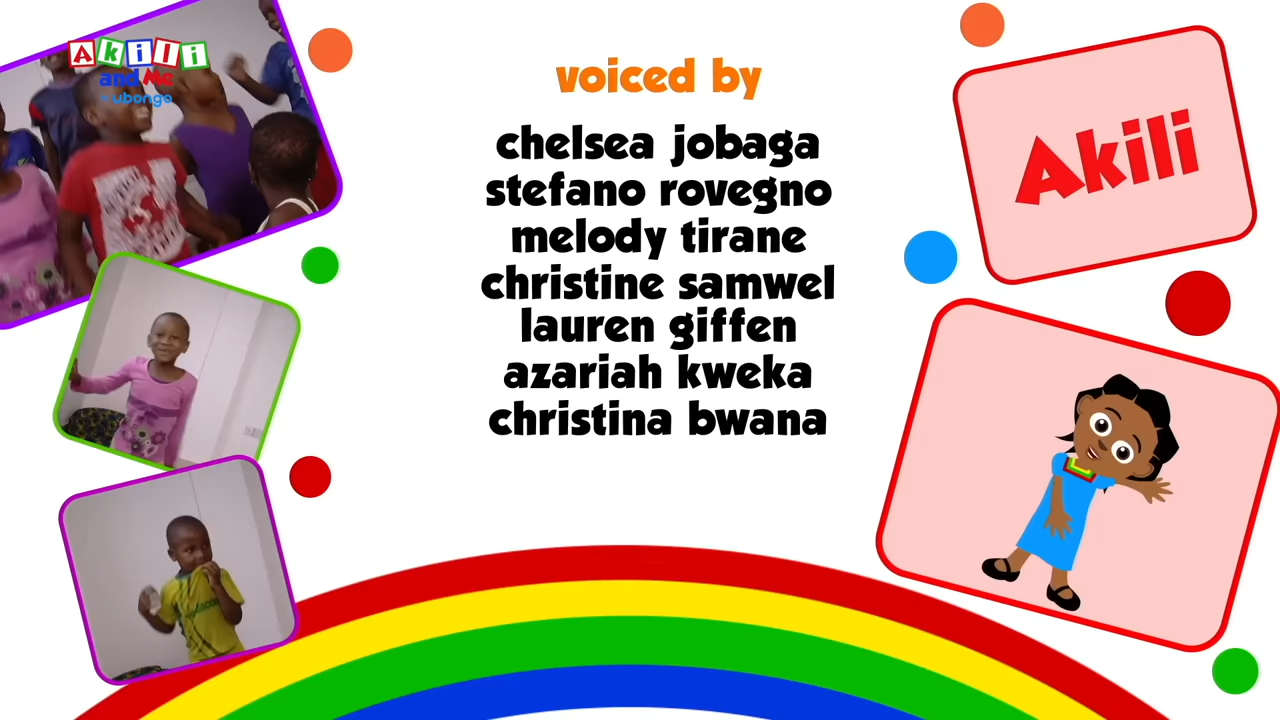 Akili
and Me
ubongo
voiced by
chelsea jobaga
stefano rovegno
melody tirane
christine samwel
lauren giffen
azariah kweka
christina bwana
Akili